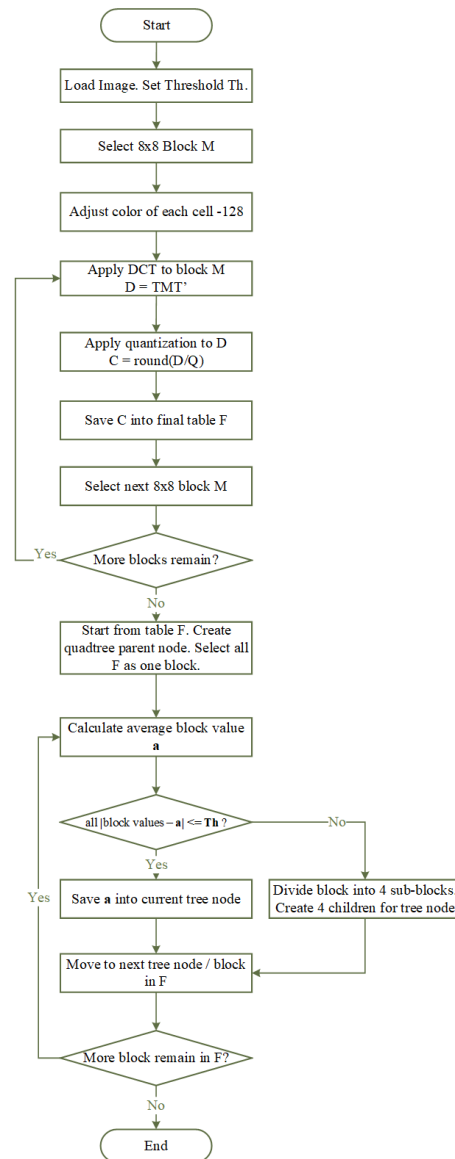 Start
Load Image. Set Threshold Th.
Select 8x8 Block M
Adjust color of each cell -128
Apply DCT to block M
D = TMT’
Apply quantization to D
C = round(D/Q)
Save C into final table F
Select next 8x8 block M
Yes
More blocks remain?
No
Start from table F. Create
quadtree parent node. Select all
F as one block.
Calculate average block value
a
all |block values – a| <= Th ?
No
Yes
Yes
Save a into current tree node
Divide block into 4 sub-blocks.
Create 4 children for tree node
Move to next tree node / block
in F
More block remain in F?
No
End